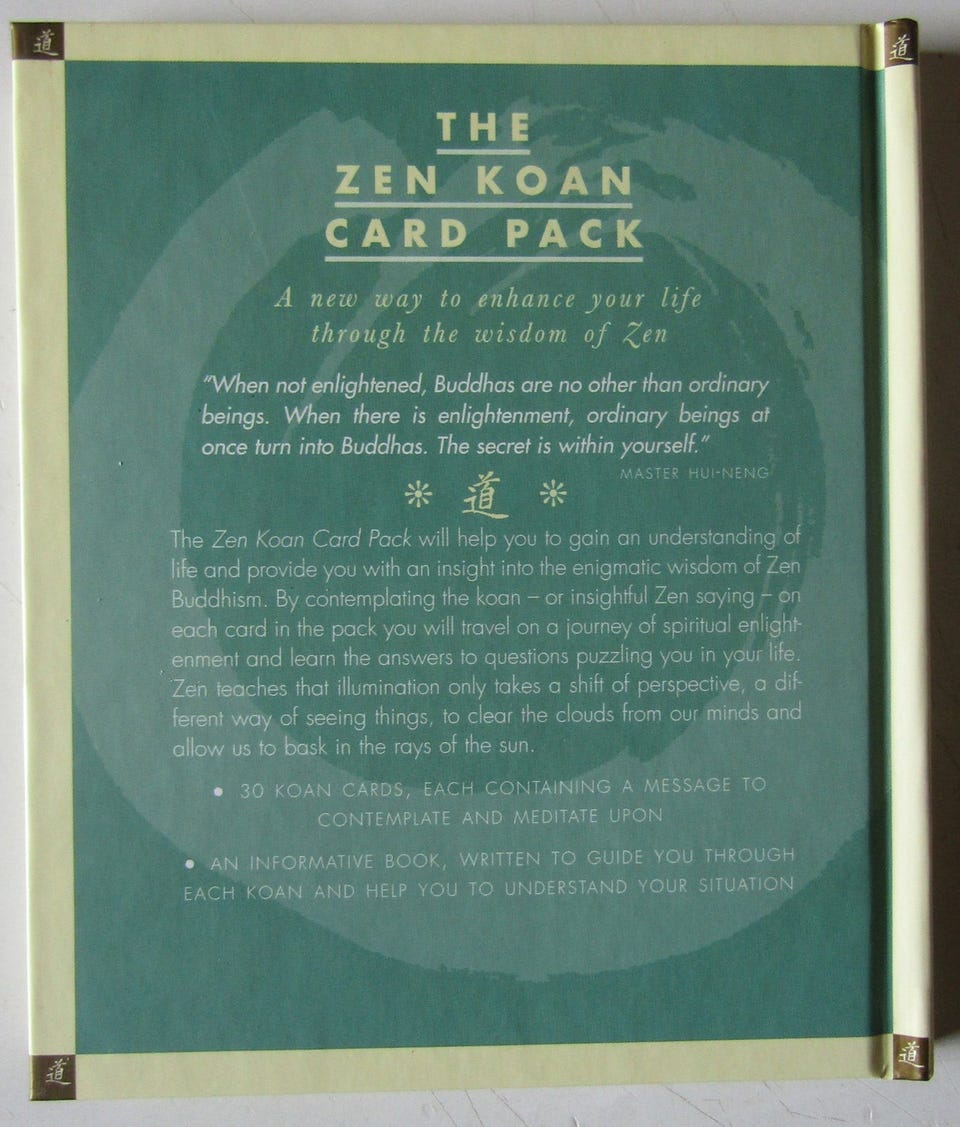 道
道
THE
ZEN KOAN
CARD PACK
A new way to enhance your life
through the wisdom of Zen
“When not enlightened, Buddhas are no other than ordinary
beings. When there is enlightenment, ordinary beings at
once turn into Buddhas. The secret is within yourself.”
MASTER HUI-NENG
道
The Zen Koan Card Pack will help you to gain an understanding of
life and provide you with an insight into the enigmatic wisdom of Zen
Buddhism. By contemplating the koan – or insightful Zen saying – on
each card in the pack you will travel on a journey of spiritual enlight-
enment and learn the answers to questions puzzling you in your life.
Zen teaches that illumination only takes a shift of perspective, a dif-
ferent way of seeing things, to clear the clouds from our minds and
allow us to bask in the rays of the sun.
• 30 KOAN CARDS, EACH CONTAINING A MESSAGE TO
CONTEMPLATE AND MEDITATE UPON
• AN INFORMATIVE BOOK, WRITTEN TO GUIDE YOU THROUGH
EACH KOAN AND HELP YOU TO UNDERSTAND YOUR SITUATION
道
道